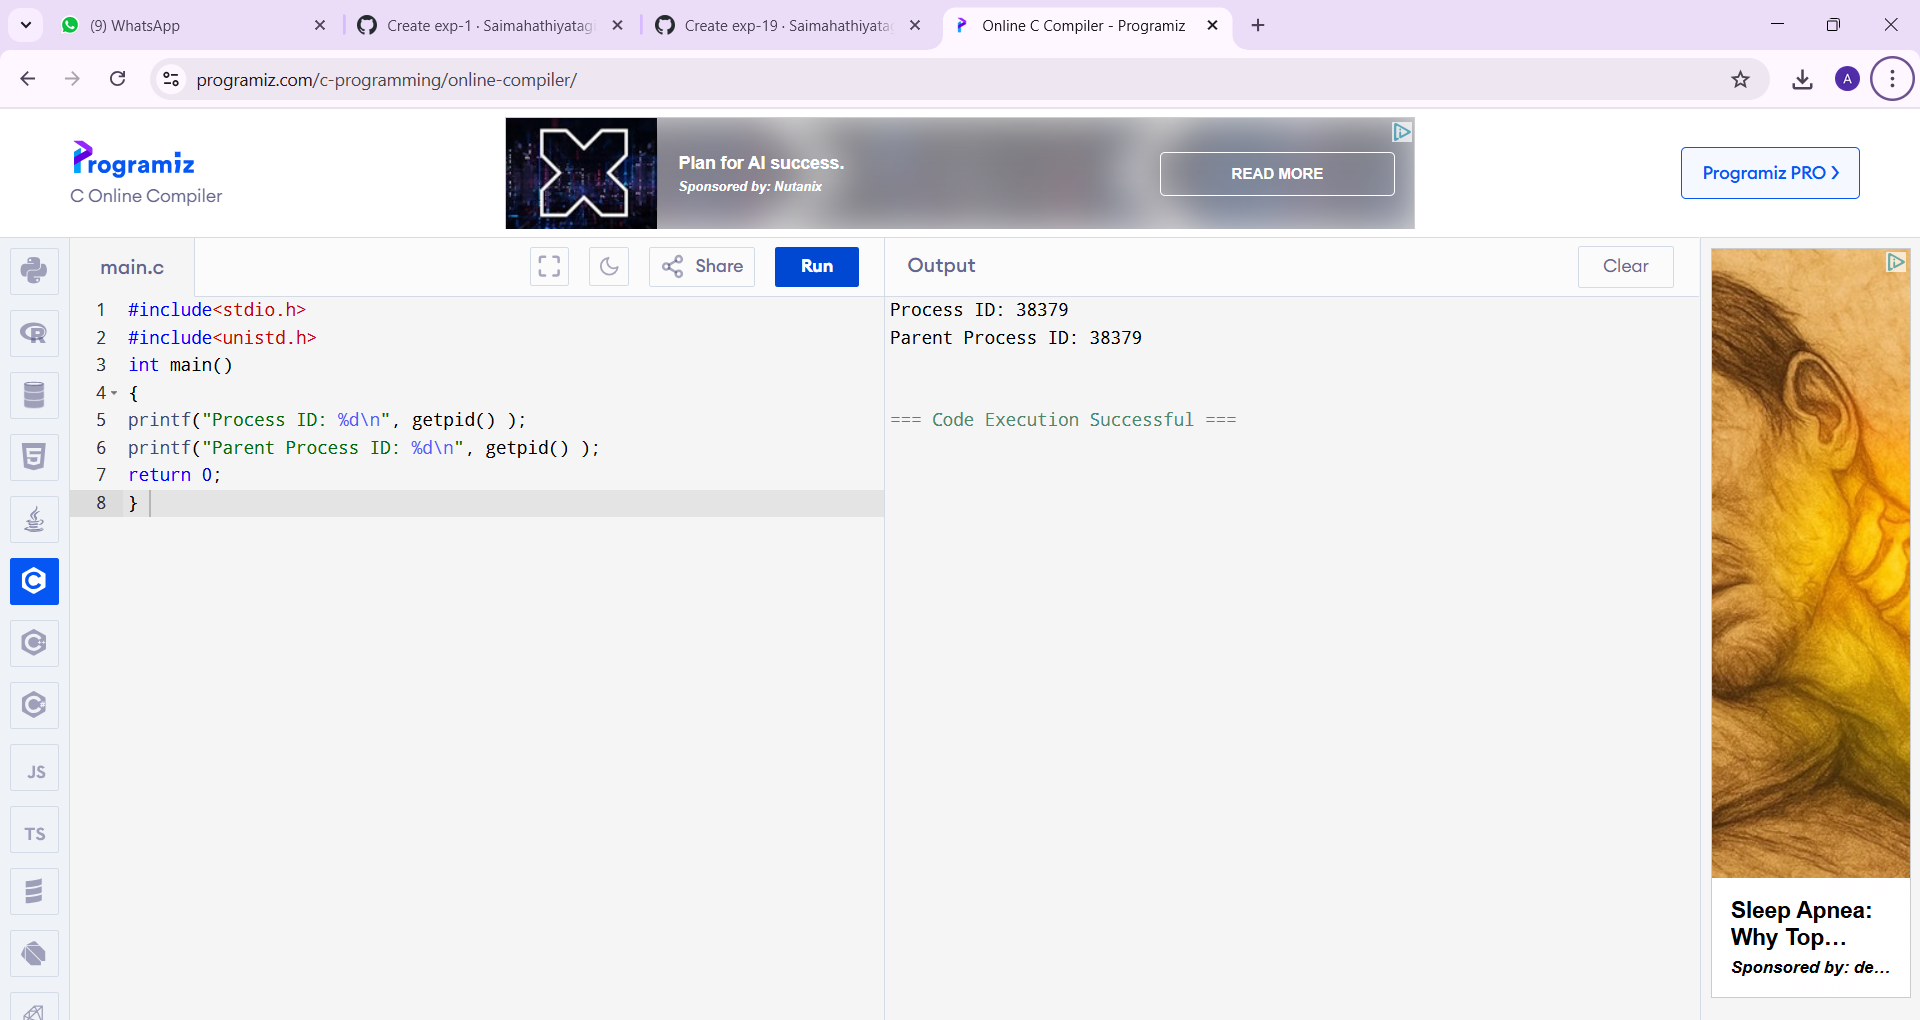 (9) WhatsApp
Create exp-1 · Saimahathiyatagi
Create exp-19 · Saimahathiyatag
Online C Compiler - Programiz
programiz.com/c-programming/online-compiler/
A
Programiz
C Online Compiler
Plan for AI success.
Sponsored by: Nutanix
READ MORE
Programiz PRO
main.c
Share
Run
Output
Clear
1 #include<stdio.h>
2 #include<unistd.h>
3 int main()
4 {
5 printf("Process ID: %d\n", getpid() );
6 printf("Parent Process ID: %d\n", getpid() );
7 return 0;
8 }
Process ID: 38379
Parent Process ID: 38379
=== Code Execution Successful ===
R
5
C
C
C
JS
TS
Sleep Apnea:
Why Top...
Sponsored by: de...